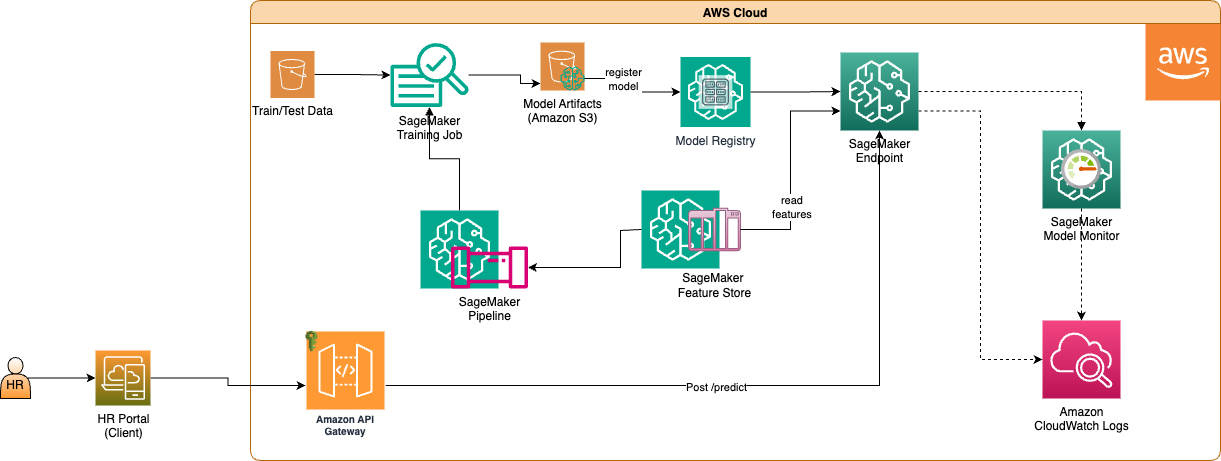 AWS Cloud
aws
Train/Test Data
SageMaker
Training Job
Model Artifacts
(Amazon S3)
register
model
Model Registry
SageMaker
Endpoint
read
features
SageMaker
Model Monitor
SageMaker
Feature Store
SageMaker
Pipeline
HR
HR Portal
(Client)
</>
Amazon API
Gateway
Post /predict
Amazon
CloudWatch Logs